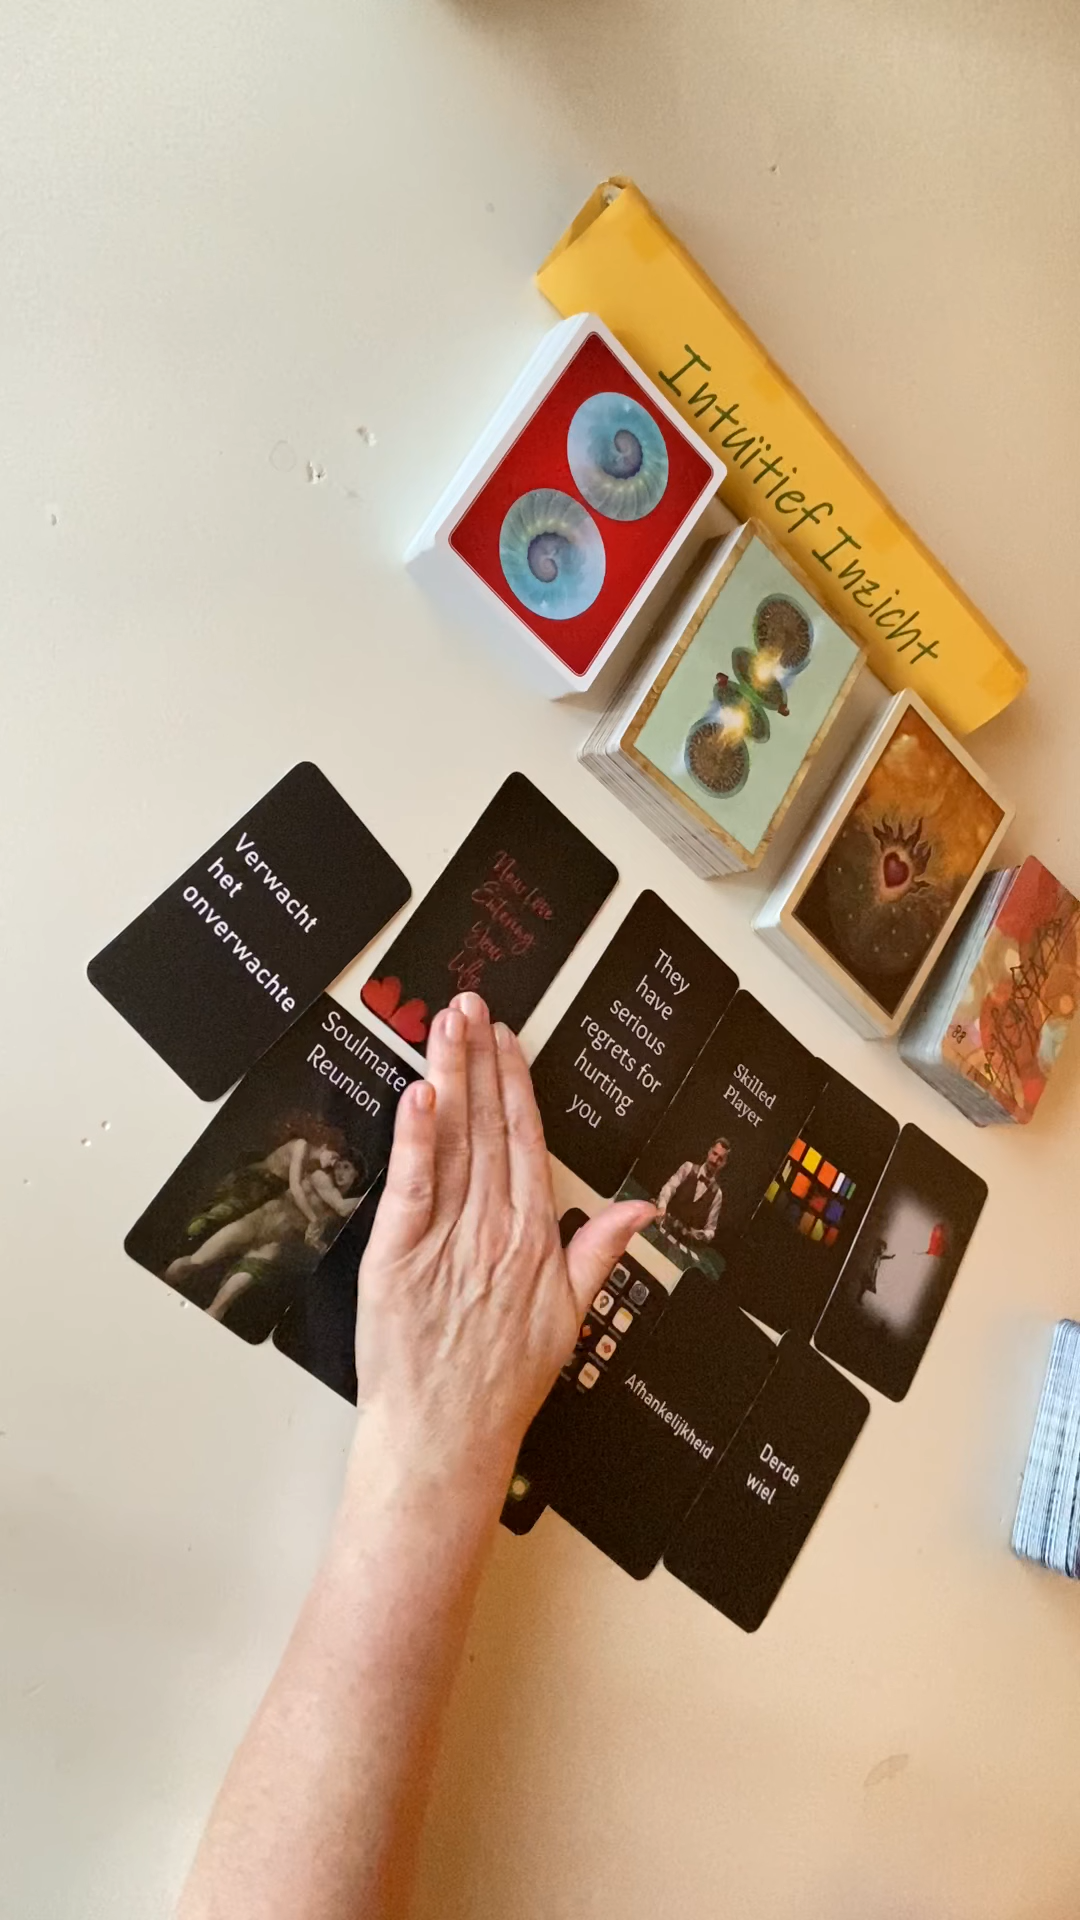 Intuïtief Inzicht
Verwacht
het
onverwachte
New Love
Entering
Your
Life
Soulmate
Reunion
They
have
serious
regrets for
hurting
you
Skilled
Player
Afhankelijkheid
Derde
wiel